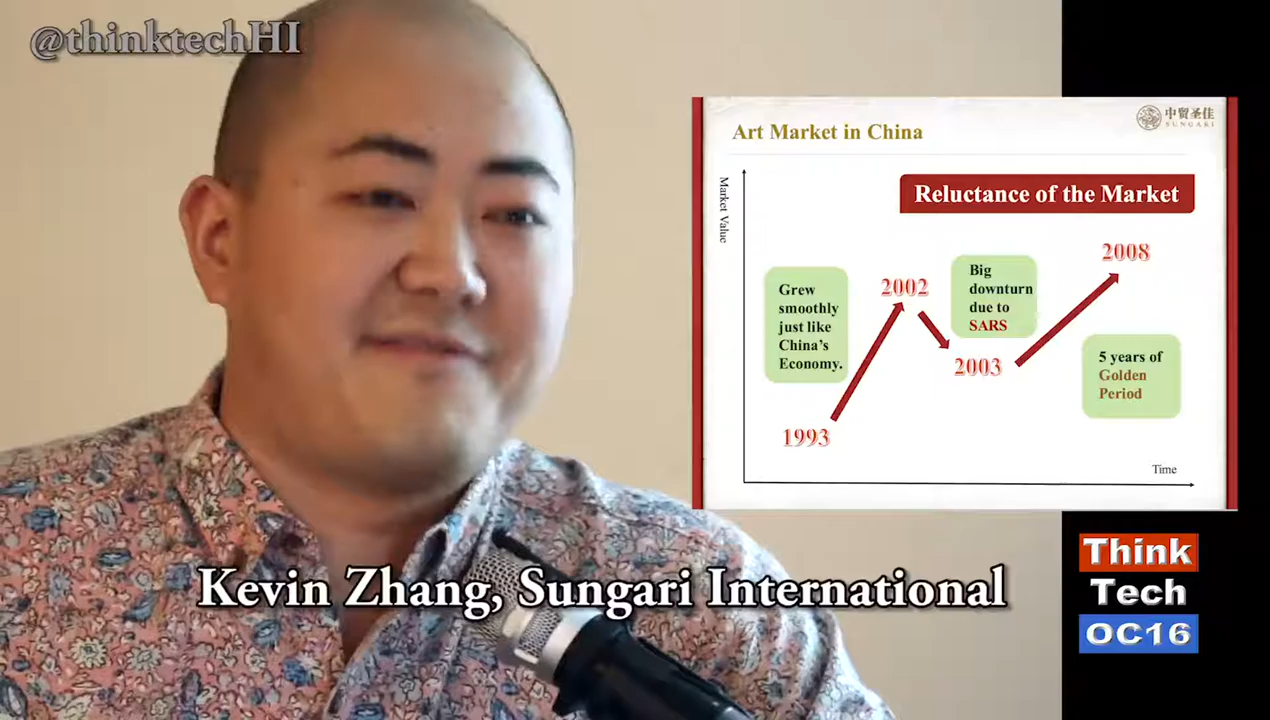 @thinktechHI
Art Market in China
中贸圣佳
SUNGARI
Market Value
Reluctance of the Market
Grew
smoothly
just like
China's
Economy.
2002
Big
downturn
due to
SARS
2008
2003
5 years of
Golden
Period
1993
Time
Kevin Zhang, Sungari International
Think
Tech
OC16